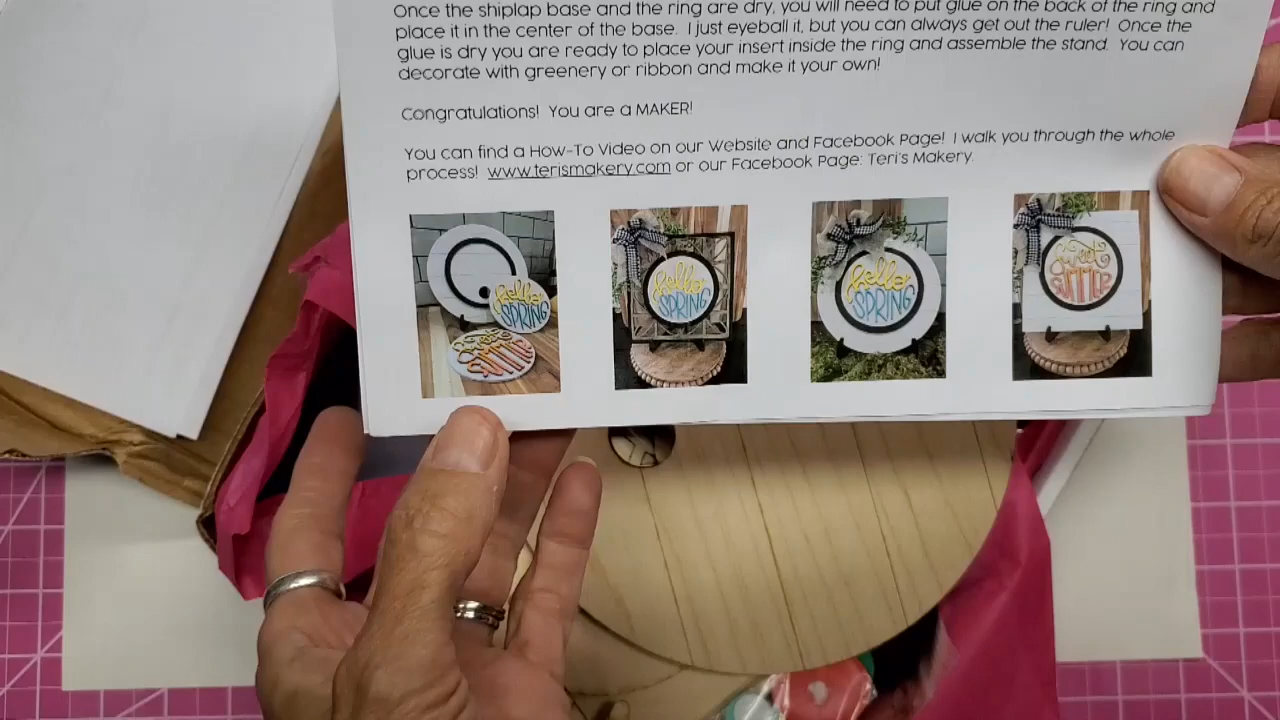 Once the shiplap base and the ring are dry, you will need to put glue on the back of the ring and
place it in the center of the base. I just eyeball it, but you can always get out the ruler! Once the
glue is dry you are ready to place your insert inside the ring and assemble the stand. You can
decorate with greenery or ribbon and make it your own!
Congratulations! You are a MAKER!
You can find a How-To Video on our Website and Facebook Page! I walk you through the whole
process! www.terismakery.com or our Facebook Page: Teri's Makery.
hello
SPRING
sweet
SUMMER
hello
SPRING
hello
SPRING
sweet
SUMMER